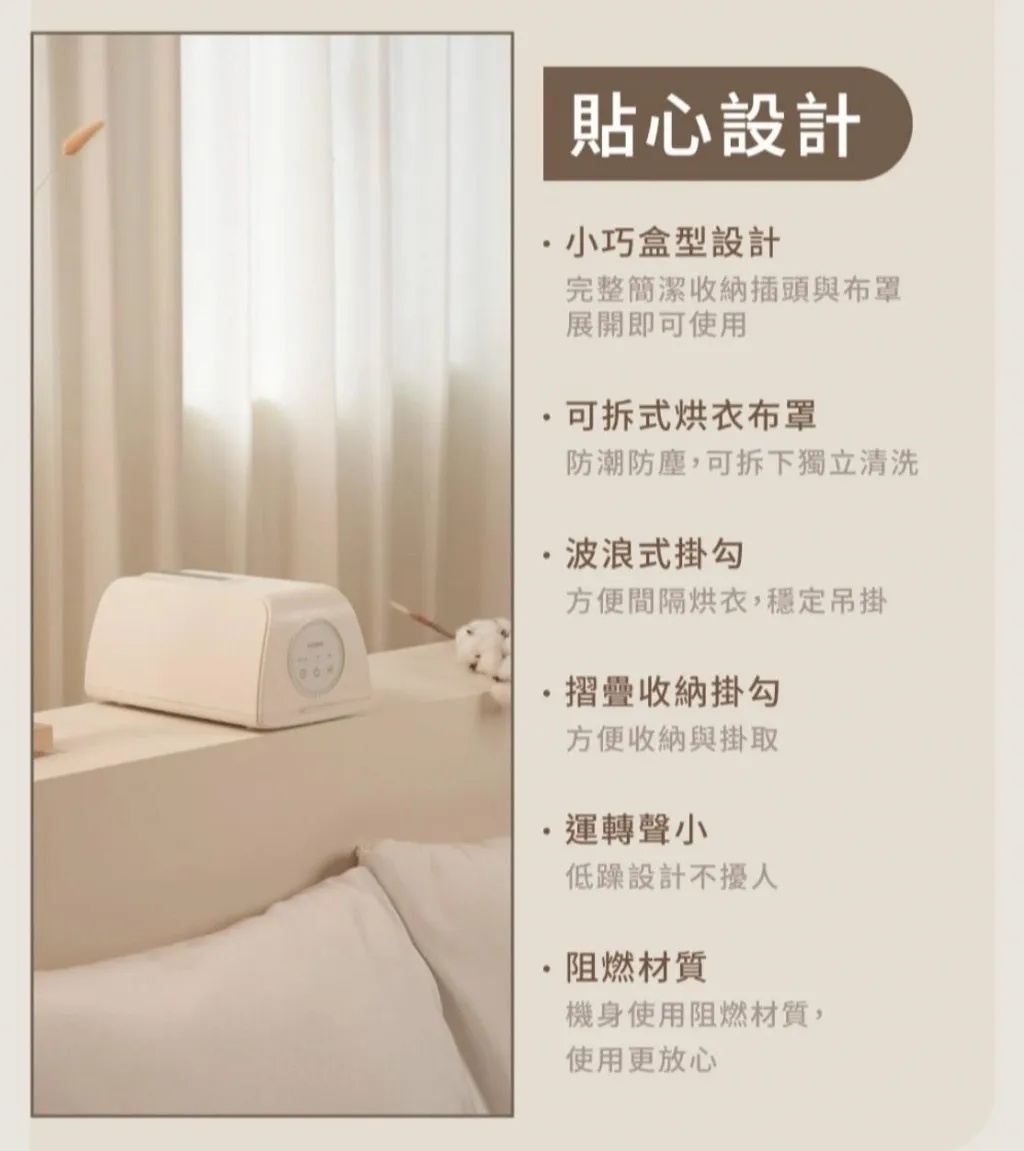 貼心設計
・小巧盒型設計
完整簡潔收納插頭與布罩
展開即可使用
・可拆式烘衣布罩
防潮防塵，可拆下獨立清洗
・波浪式掛勾
方便間隔烘衣，穩定吊掛
・摺疊收納掛勾
方便收納與掛取
・運轉聲小
低躁設計不擾人
・阻燃材質
機身使用阻燃材質，
使用更放心